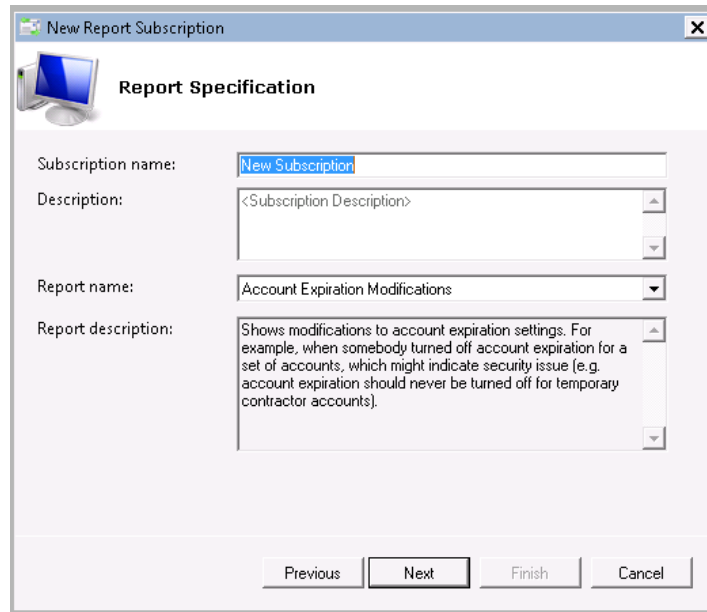 New Report Subscription
Report Specification
Subscription name:
New Subscription
Description:
<Subscription Description>
Report name:
Account Expiration Modifications
Report description:
Shows modifications to account expiration settings. For
example, when somebody turned off account expiration for a
set of accounts, which might indicate security issue (e.g.
account expiration should never be turned off for temporary
contractor accounts).
Previous
Next
Finish
Cancel